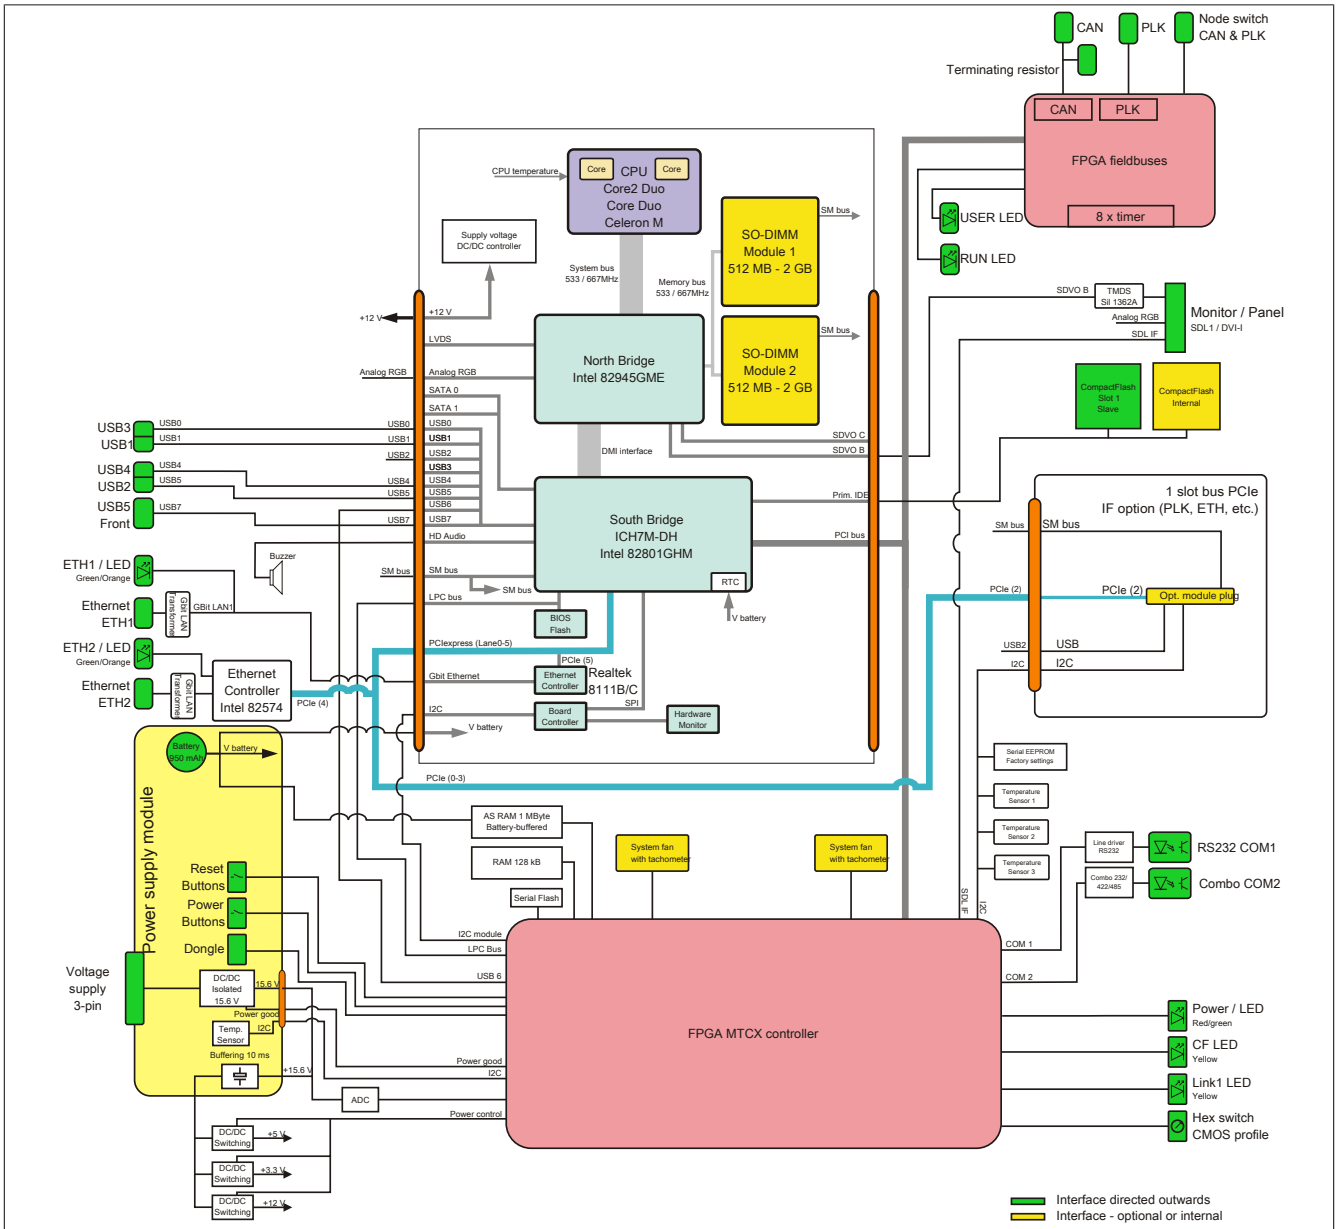 CAN
PLK
Node switch
CAN & PLK
Terminating resistor
CAN
PLK
FPGA fieldbuses
8 x timer
USER LED
RUN LED
CPU temperature
Core
CPU
Core
Core2 Duo
Core Duo
Celeron M
Supply voltage
DC/DC controller
System bus
533 / 667MHz
Memory bus
533 / 667MHz
SO-DIMM
Module 1
512 MB - 2 GB
SM bus
SO-DIMM
Module 2
512 MB - 2 GB
SM bus
SDVO B
TMDS
Sil 1362A
Analog RGB
SDL IF
Monitor / Panel
SDL1 / DVI-I
+12 V
+12 V
LVDS
Analog RGB
Analog RGB
SATA 0
SATA 1
North Bridge
Intel 82945GME
CompactFlash
Slot 1
Slave
CompactFlash
Internal
USB3
USB1
USB0
USB1
USB0
USB1
USB2
USB0
USB1
USB2
USB3
USB4
USB5
USB6
USB7
USB4
USB2
USB4
USB5
USB4
USB5
USB5
Front
USB7
USB7
DMI interface
SDVO C
SDVO B
Prim. IDE
PCI bus
South Bridge
ICH7M-DH
Intel 82801GHM
RTC
V battery
HD Audio
Buzzer
SM bus
SM bus
SM bus
LPC bus
BIOS
Flash
1 slot bus PCIe
IF option (PLK, ETH, etc.)
SM bus
SM bus
PCIe (2)
PCIe (2)
Opt. module plug
USB2
USB
I2C
I2C
ETH1 / LED
Green/Orange
Ethernet
ETH1
Gbit LAN
Transformer
GBit LAN1
ETH2 / LED
Green/Orange
Ethernet
ETH2
Gbit LAN
Transformer
Ethernet
Controller
Intel 82574
PCIe (4)
PCIexpress (Lane0-5)
PCIe (5)
Gbit Ethernet
Ethernet
Controller
Realtek
8111B/C
SPI
I2C
Board
Controller
Hardware
Monitor
V battery
PCIe (0-3)
Power supply module
Battery
950 mAh
V battery
Reset
Buttons
Power
Buttons
Dongle
Voltage
supply
3-pin
DC/DC
Isolated
15.6 V
15.6 V
Power good
Temp.
Sensor
I2C
Buffering 10 ms
+15.6 V
ADC
DC/DC
Switching
+5 V
DC/DC
Switching
+3.3 V
DC/DC
Switching
+12 V
AS RAM 1 MByte
Battery-buffered
RAM 128 kB
Serial Flash
System fan
with tachometer
System fan
with tachometer
Serial EEPROM
Factory settings
Temperature
Sensor 1
Temperature
Sensor 2
Temperature
Sensor 3
SDL IF
I2C
Line driver
RS232
RS232 COM1
Combo 232/
422/485
Combo COM2
I2C module
LPC Bus
USB 6
Power good
I2C
Power control
FPGA MTCX controller
COM 1
COM 2
Power / LED
Red/green
CF LED
Yellow
Link1 LED
Yellow
Hex switch
CMOS profile
Interface directed outwards
Interface - optional or internal